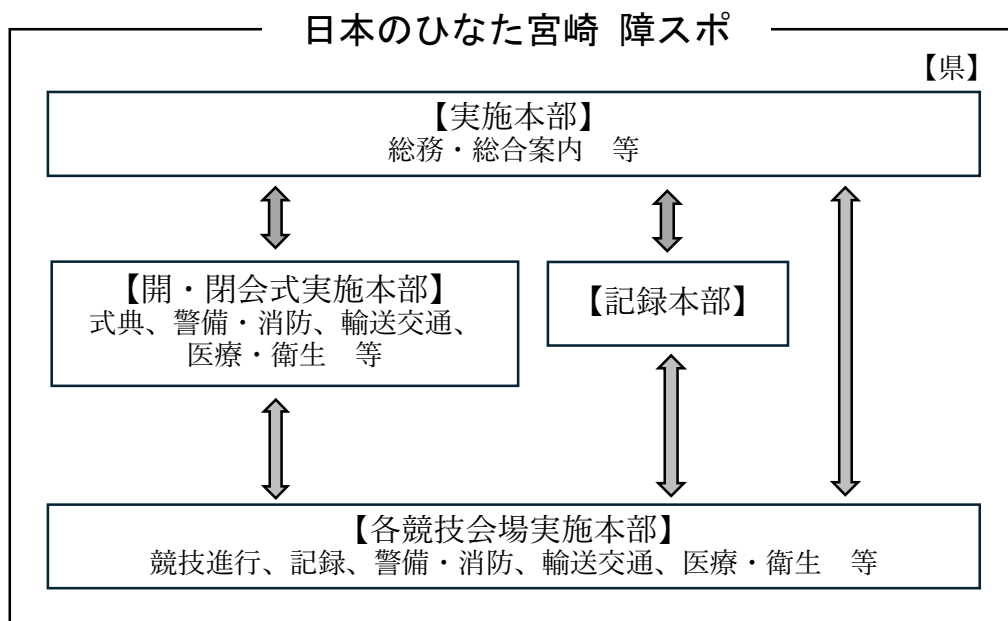 日本のひなた宮崎 障スポ
【県】
【実施本部】
総務・総合案内　等
【開・閉会式実施本部】
式典、警備・消防、輸送交通、
医療・衛生　等
【記録本部】
【各競技会場実施本部】
競技進行、記録、警備・消防、輸送交通、医療・衛生　等